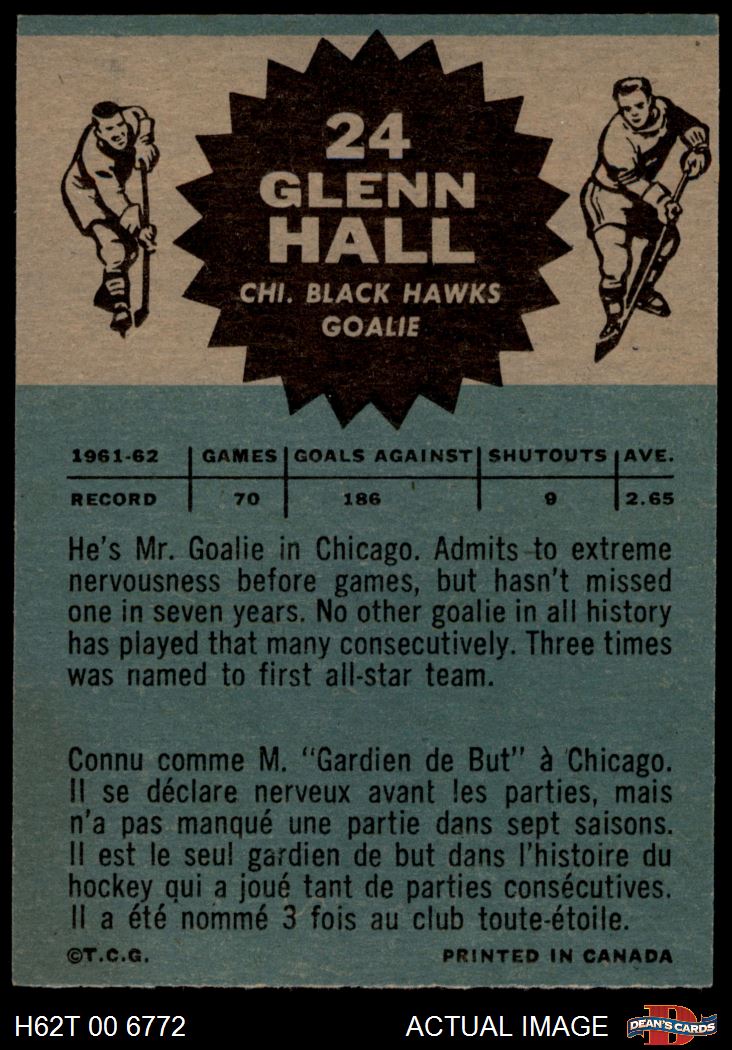 24
GLENN
HALL
CHI. BLACK HAWKS
GOALIE
1961-62 GAMES GOALS AGAINST SHUTOUTS AVE.
RECORD 70 186 9 2.65
He's Mr. Goalie in Chicago. Admits to extreme
nervousness before games, but hasn't missed
one in seven years. No other goalie in all history
has played that many consecutively. Three times
was named to first all-star team.
Connu comme M. "Gardien de But" à Chicago.
Il se déclare nerveux avant les parties, mais
n'a pas manqué une partie dans sept saisons.
Il est le seul gardien de but dans l'histoire du
hockey qui a joué tant de parties consécutives.
Il a été nommé 3 fois au club toute-étoile.
©T.C.G. PRINTED IN CANADA
H62T 00 6772 ACTUAL IMAGE D DEAN'S CARDS